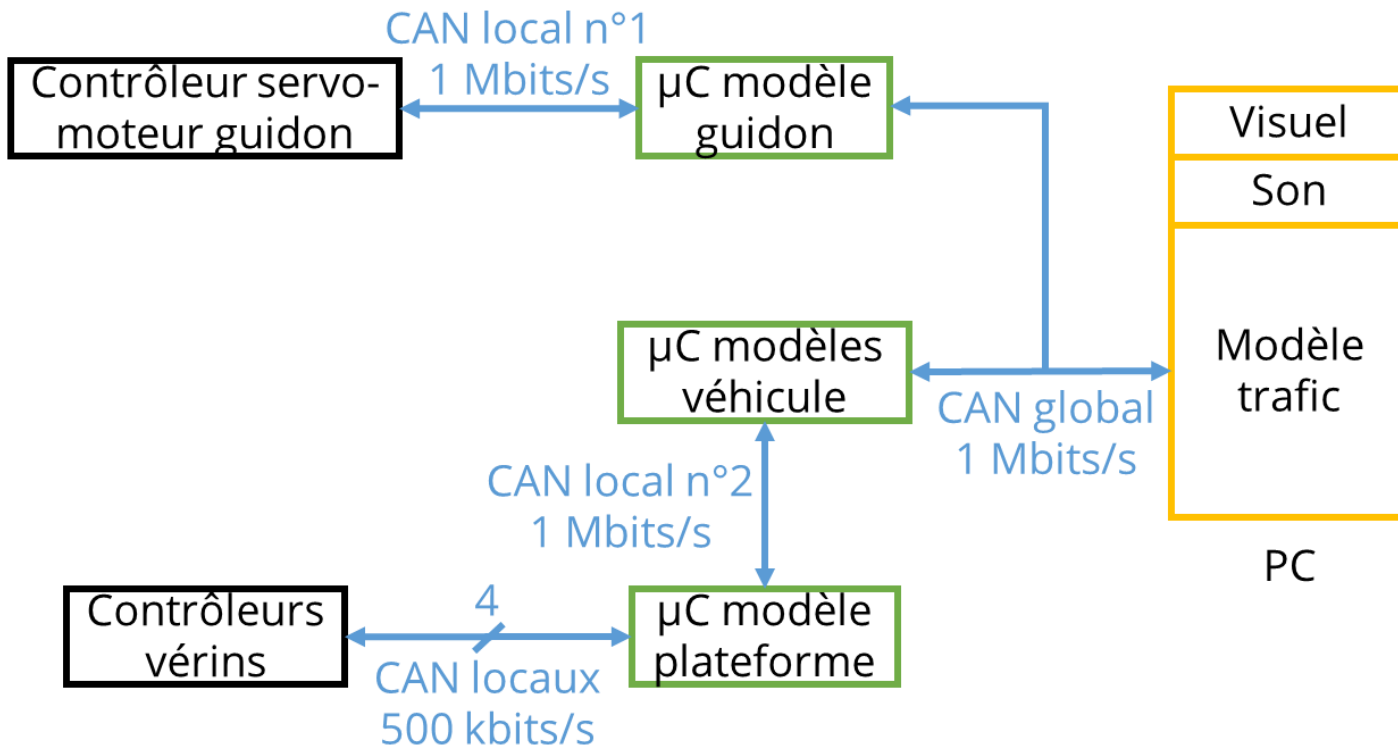 CAN local n°1
1 Mbits/s
Contrôleur servo-
moteur guidon
µC modèle
guidon
Visuel
Son
Modèle
trafic
µC modèles
véhicule
CAN global
1 Mbits/s
CAN local n°2
1 Mbits/s
PC
Contrôleurs
vérins
4
CAN locaux
500 kbits/s
µC modèle
plateforme